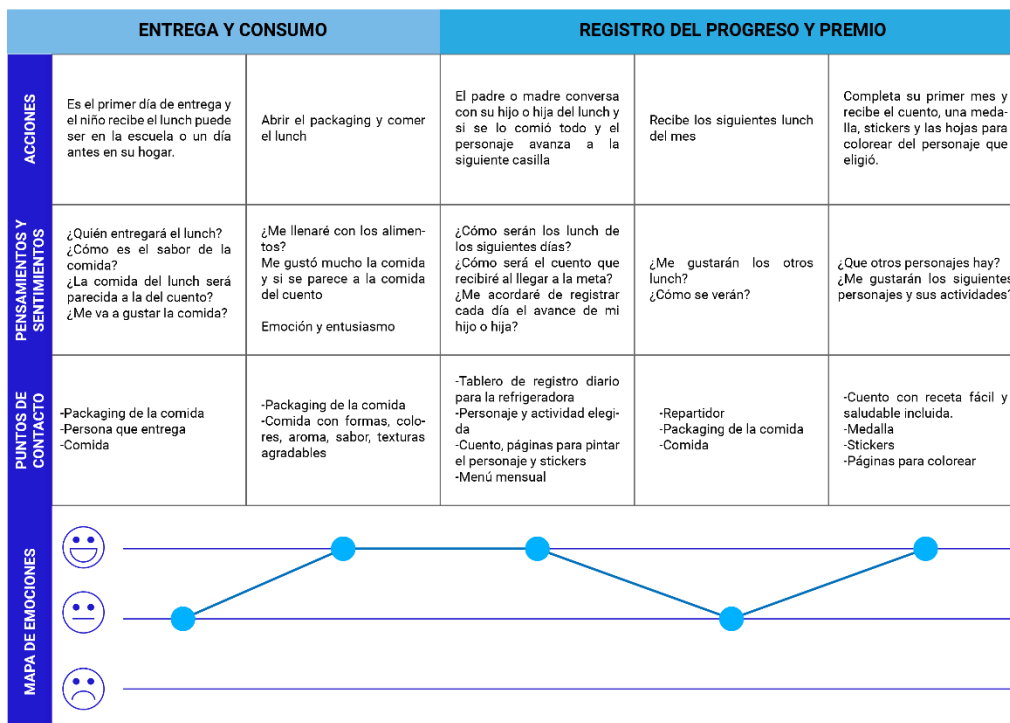 ENTREGA Y CONSUMO
REGISTRO DEL PROGRESO Y PREMIO
ACCIONES
Es el primer día de entrega y
el niño recibe el lunch puede
ser en la escuela o un día
antes en su hogar.
Abrir el packaging y comer
el lunch
El padre o madre conversa
con su hijo o hija del lunch y
si se lo comió todo y el
personaje avanza a la
siguiente casilla
Recibe los siguientes lunch
del mes
Completa su primer mes y
recibe el cuento, una meda-
lla, stickers y las hojas para
colorear del personaje que
eligió.
PENSAMIENTOS Y
SENTIMIENTOS
¿Quién entregará el lunch?
¿Cómo es el sabor de la
comida?
¿La comida del lunch será
parecida a la del cuento?
¿Me va a gustar la comida?
¿Me llenaré con los alimen-
tos?
Me gustó mucho la comida
y si se parece a la comida
del cuento
Emoción y entusiasmo
¿Cómo serán los lunch de
los siguientes días?
¿Cómo será el cuento que
recibiré al llegar a la meta?
¿Me acordaré de registrar
cada día el avance de mi
hijo o hija?
¿Me gustarán los otros
lunch?
¿Cómo se verán?
¿Que otros personajes hay?
¿Me gustarán los siguientes
personajes y sus actividades?
PUNTOS DE
CONTACTO
-Packaging de la comida
-Persona que entrega
-Comida
-Packaging de la comida
-Comida con formas, colo-
res, aroma, sabor, texturas
agradables
-Tablero de registro diario
para la refrigeradora
-Personaje y actividad elegi-
da
-Cuento, páginas para pintar
el personaje y stickers
-Menú mensual
-Repartidor
-Packaging de la comida
-Comida
-Cuento con receta fácil y
saludable incluida.
-Medalla
-Stickers
-Páginas para colorear
MAPA DE EMOCIONES